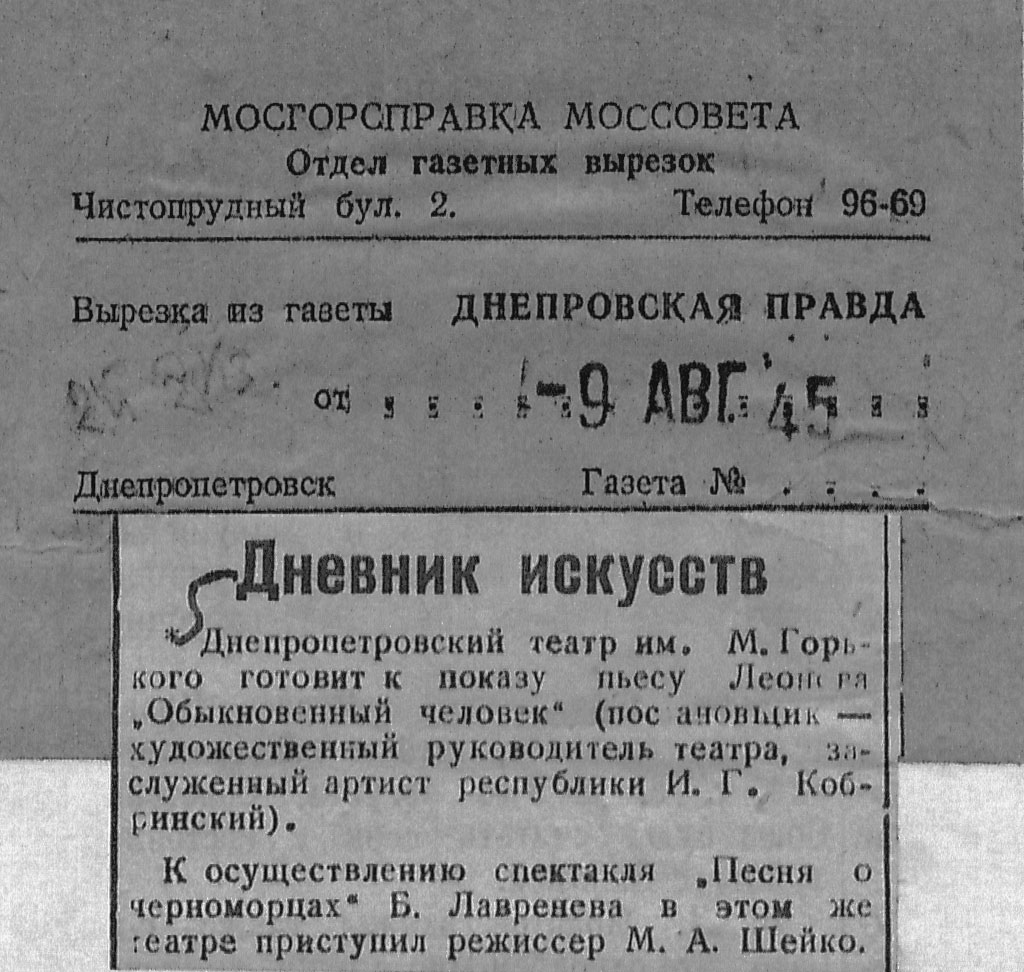 МОСГОРСПРАВКА МОССОВЕТА
Отдел газетных вырезок
Чистопрудный бул. 2. Телефон 96-69
Вырезка из газеты ДНЕПРОВСКАЯ ПРАВДА
от . . . . -9 АВГ. 45 . .
Днепропетровск Газета № . . . .
Дневник искусств
* Днепропетровский театр им. М. Горь-
кого готовит к показу пьесу Леонова
„Обыкновенный человек“ (постановщик —
художественный руководитель театра, за-
служенный артист республики И. Г. Коб-
ринский).
К осуществлению спектакля „Песня о
черноморцах“ Б. Лавренева в этом же
театре приступил режиссер М. А. Шейко.